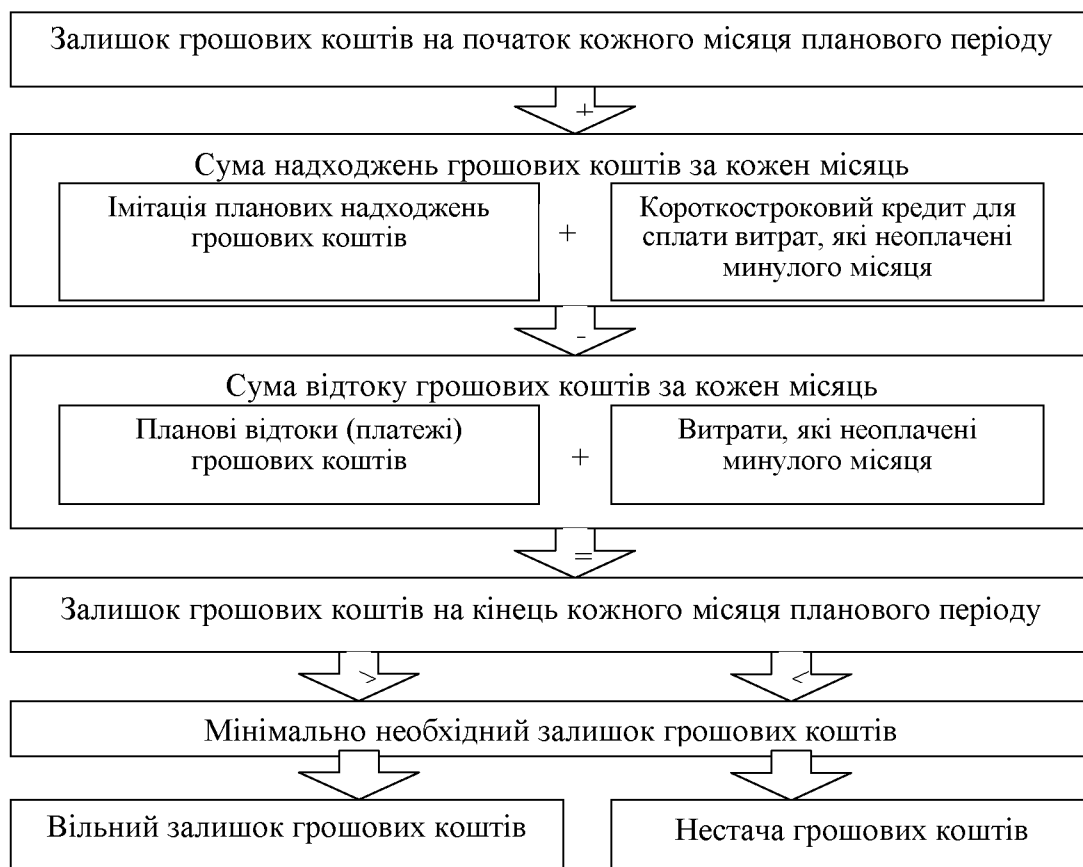 Залишок грошових коштів на початок кожного місяця планового періоду
+
Сума надходжень грошових коштів за кожен місяць
Імітація планових надходжень
грошових коштів
+
Короткостроковий кредит для
сплати витрат, які неоплачені
минулого місяця
-
Сума відтоку грошових коштів за кожен місяць
Планові відтоки (платежі)
грошових коштів
+
Витрати, які неоплачені
минулого місяця
=
Залишок грошових коштів на кінець кожного місяця планового періоду
> <
Мінімально необхідний залишок грошових коштів
Вільний залишок грошових коштів
Нестача грошових коштів